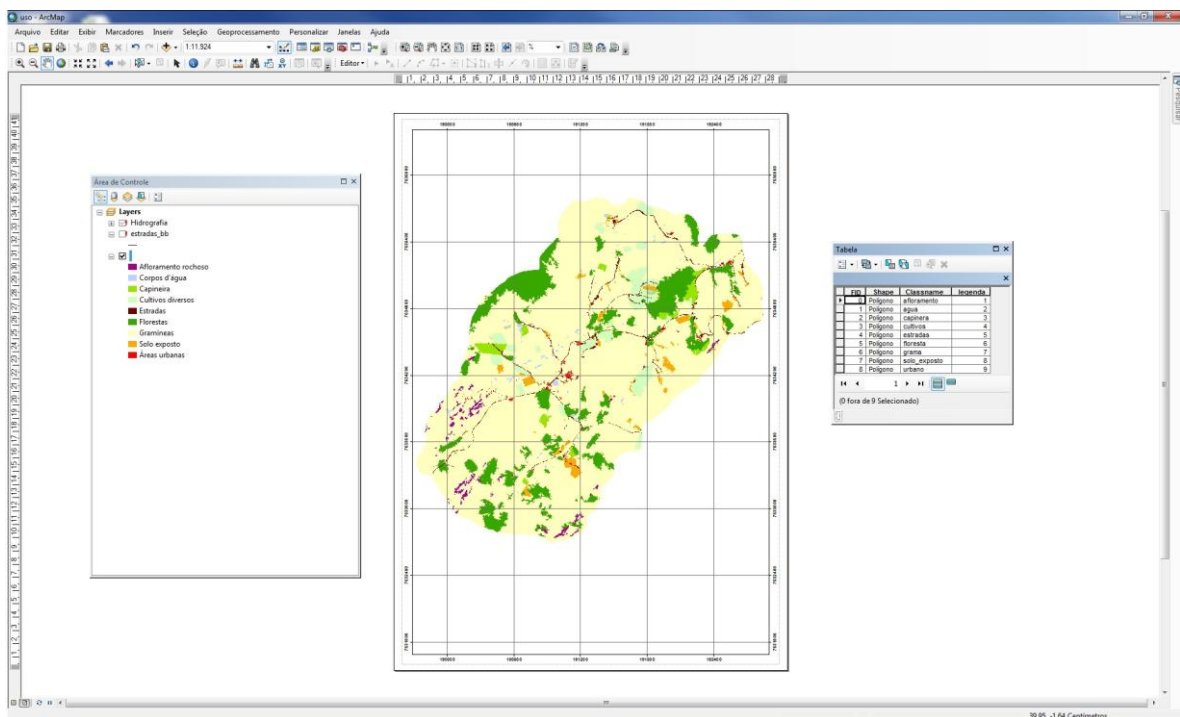 uso - ArcMap
Arquivo Editar Exibir Marcadores Inserir Seleção Geoprocessamento Personalizar Janelas Ajuda
1:11.924
Editor
Pesquisar
Área de Controle
Layers
Hidrografia
estradas_bb
Afloramento rochoso
Corpos d'água
Capineira
Cultivos diversos
Estradas
Florestas
Gramíneas
Solo exposto
Áreas urbanas
Tabela
FID Shape Classname legenda
0 Polígono afloramento 1
1 Polígono agua 2
2 Polígono capinera 3
3 Polígono cultivos 4
4 Polígono estradas 5
5 Polígono floresta 6
6 Polígono grama 7
7 Polígono solo_exposto 8
8 Polígono urbano 9
1
(0 fora de 9 Selecionado)
39,95 -1,64 Centímetros